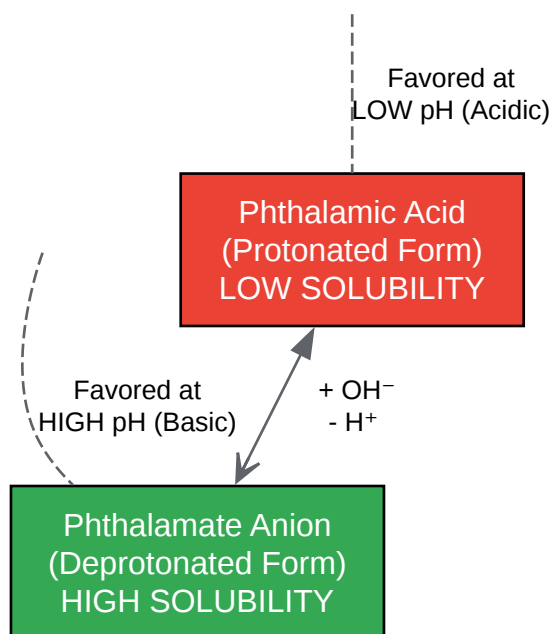 Favored at
LOW pH (Acidic)
Phthalamic Acid
(Protonated Form)
LOW SOLUBILITY
Favored at
HIGH pH (Basic)
+ OH⁻
- H⁺
Phthalamate Anion
(Deprotonated Form)
HIGH SOLUBILITY